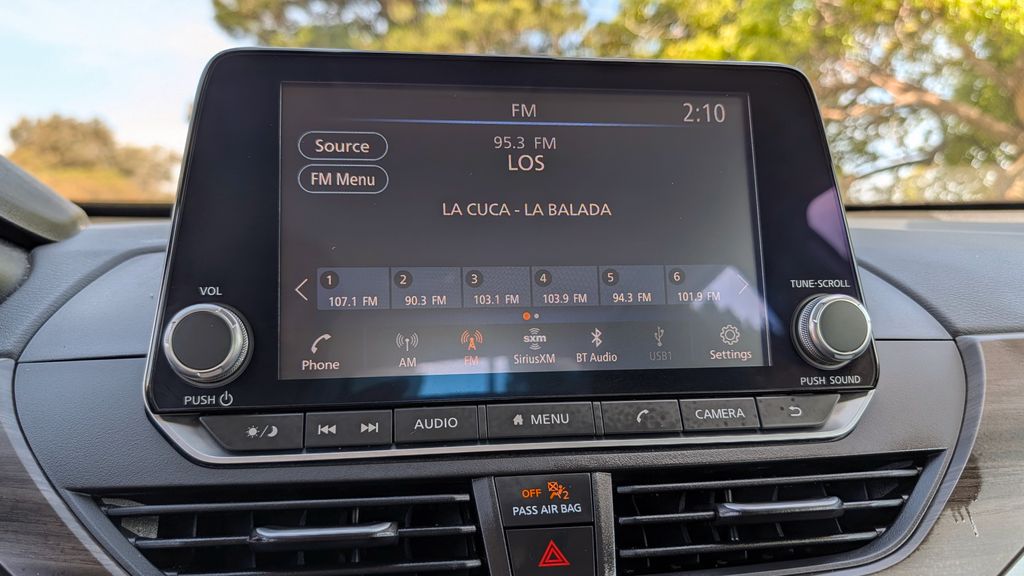 FM 2:10
Source
95.3 FM
LOS
FM Menu
LA CUCA - LA BALADA
1 2 3 4 5 6
107.1 FM 90.3 FM 103.1 FM 103.9 FM 94.3 FM 101.9 FM
VOL
TUNE·SCROLL
sxm
Phone AM FM SiriusXM BT Audio USB1 Settings
PUSH
PUSH SOUND
AUDIO MENU CAMERA
OFF 2
PASS AIR BAG